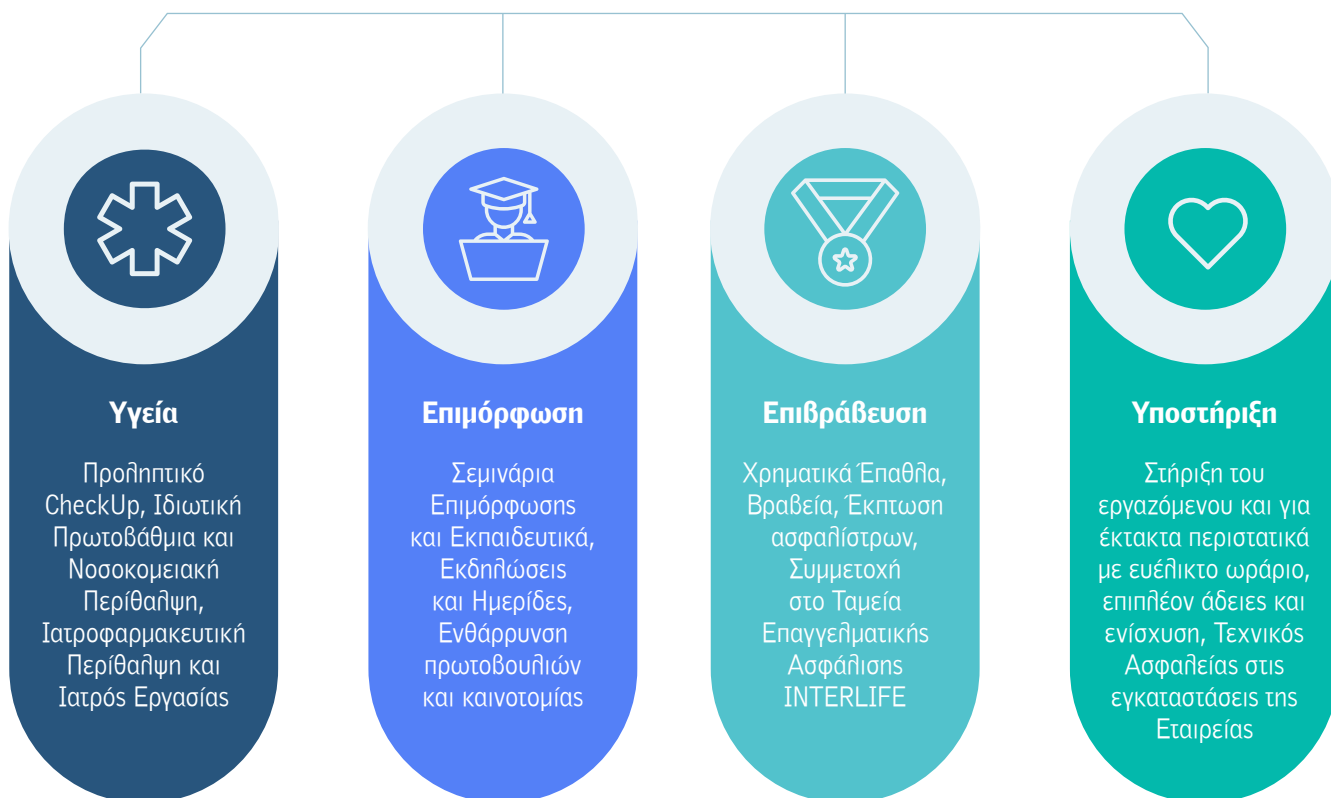 Υγεία
Προληπτικό
CheckUp, Ιδιωτική
Πρωτοβάθμια και
Νοσοκομειακή
Περίθαλψη,
Ιατροφαρμακευτική
Περίθαλψη και
Ιατρός Εργασίας
Επιμόρφωση
Σεμινάρια
Επιμόρφωσης
και Εκπαιδευτικά,
Εκδηλώσεις
και Ημερίδες,
Ενθάρρυνση
πρωτοβουλιών
και καινοτομίας
Επιβράβευση
Χρηματικά Έπαθλα,
Βραβεία, Έκπτωση
ασφαλίστρων,
Συμμετοχή
στο Ταμεία
Επαγγελματικής
Ασφάλισης
INTERLIFE
Υποστήριξη
Στήριξη του
εργαζόμενου και για
έκτακτα περιστατικά
με ευέλικτο ωράριο,
επιπλέον άδειες και
ενίσχυση, Τεχνικός
Ασφαλείας στις
εγκαταστάσεις της
Εταιρείας